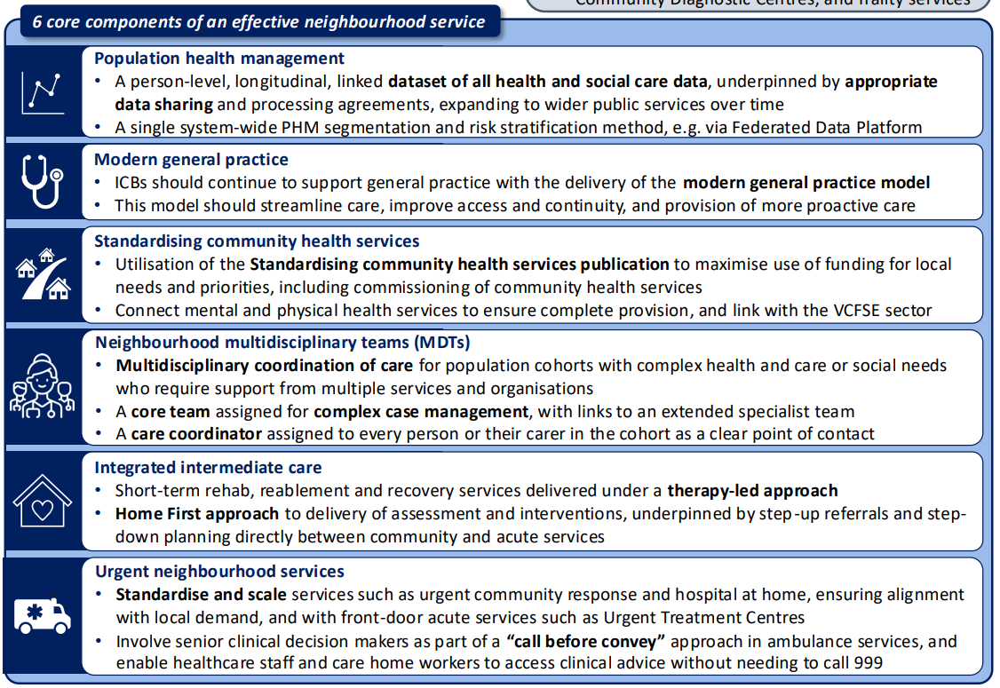 Community Diagnostic Centres, and frailty services
6 core components of an effective neighbourhood service
Population health management
• A person-level, longitudinal, linked dataset of all health and social care data, underpinned by appropriate
data sharing and processing agreements, expanding to wider public services over time
• A single system-wide PHM segmentation and risk stratification method, e.g. via Federated Data Platform
Modern general practice
• ICBs should continue to support general practice with the delivery of the modern general practice model
• This model should streamline care, improve access and continuity, and provision of more proactive care
Standardising community health services
• Utilisation of the Standardising community health services publication to maximise use of funding for local
needs and priorities, including commissioning of community health services
• Connect mental and physical health services to ensure complete provision, and link with the VCFSE sector
Neighbourhood multidisciplinary teams (MDTs)
• Multidisciplinary coordination of care for population cohorts with complex health and care or social needs
who require support from multiple services and organisations
• A core team assigned for complex case management, with links to an extended specialist team
• A care coordinator assigned to every person or their carer in the cohort as a clear point of contact
Integrated intermediate care
• Short-term rehab, reablement and recovery services delivered under a therapy-led approach
• Home First approach to delivery of assessment and interventions, underpinned by step-up referrals and step-
down planning directly between community and acute services
Urgent neighbourhood services
• Standardise and scale services such as urgent community response and hospital at home, ensuring alignment
with local demand, and with front-door acute services such as Urgent Treatment Centres
• Involve senior clinical decision makers as part of a “call before convey” approach in ambulance services, and
enable healthcare staff and care home workers to access clinical advice without needing to call 999